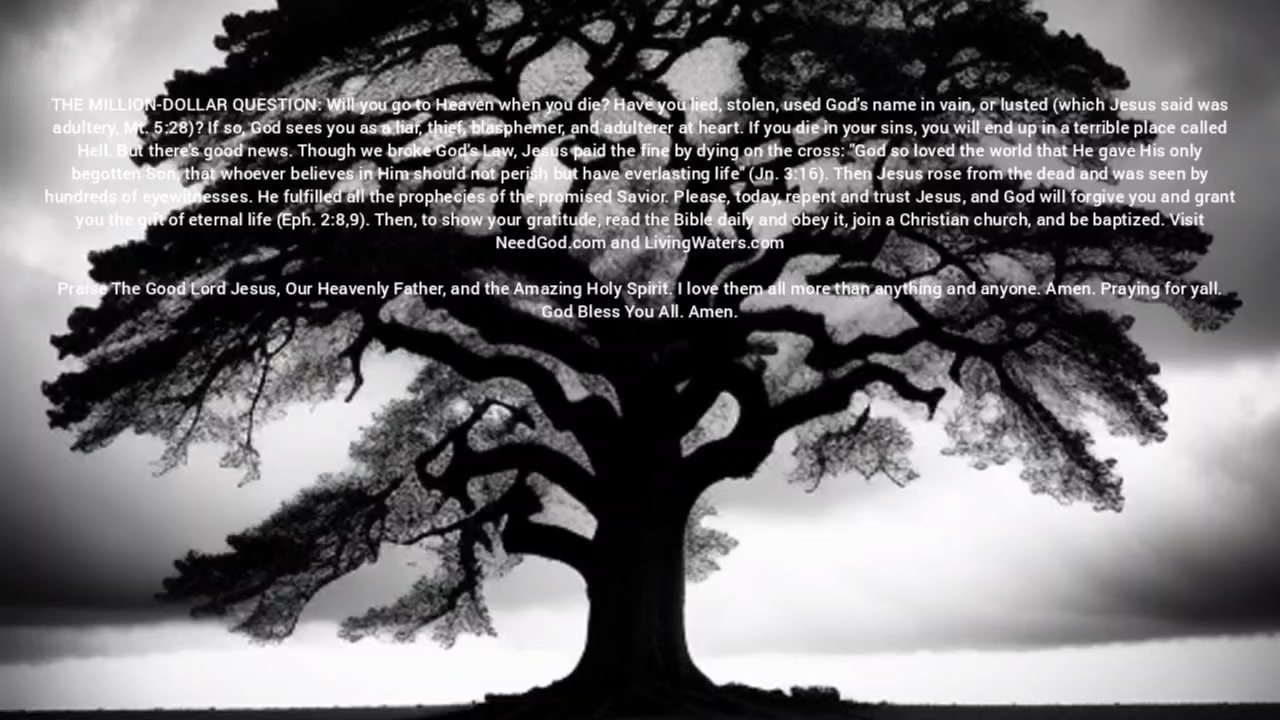 THE MILLION-DOLLAR QUESTION: Will you go to Heaven when you die? Have you lied, stolen, used God's name in vain, or lusted (which Jesus said was
adultery, Mt. 5:28)? If so, God sees you as a liar, thief, blasphemer, and adulterer at heart. If you die in your sins, you will end up in a terrible place called
Hell. But there's good news. Though we broke God's Law, Jesus paid the fine by dying on the cross: "God so loved the world that He gave His only
begotten Son, that whoever believes in Him should not perish but have everlasting life" (Jn. 3:16). Then Jesus rose from the dead and was seen by
hundreds of eyewitnesses. He fulfilled all the prophecies of the promised Savior. Please, today, repent and trust Jesus, and God will forgive you and grant
you the gift of eternal life (Eph. 2:8,9). Then, to show your gratitude, read the Bible daily and obey it, join a Christian church, and be baptized. Visit
NeedGod.com and LivingWaters.com
Praise The Good Lord Jesus, Our Heavenly Father, and the Amazing Holy Spirit. I love them all more than anything and anyone. Amen. Praying for yall.
God Bless You All. Amen.